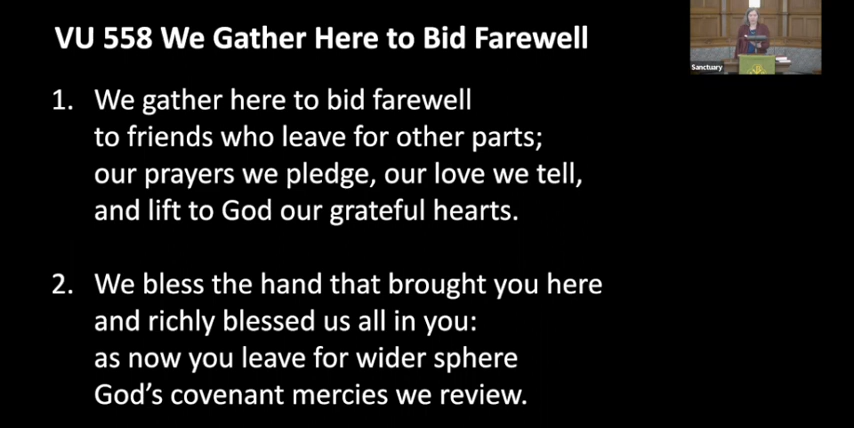 VU 558 We Gather Here to Bid Farewell
Sanctuary
1. We gather here to bid farewell
to friends who leave for other parts;
our prayers we pledge, our love we tell,
and lift to God our grateful hearts.
2. We bless the hand that brought you here
and richly blessed us all in you:
as now you leave for wider sphere
God's covenant mercies we review.